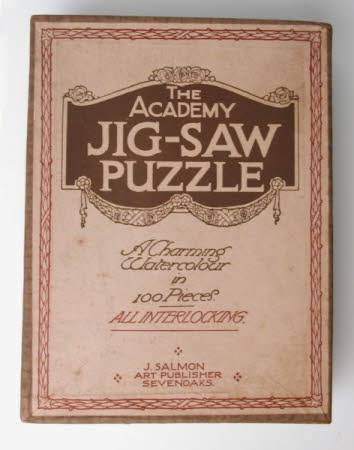 THE
ACADEMY
JIG-SAW
PUZZLE
A Charming
Watercolour
in
100 Pieces.
ALL INTERLOCKING.
J. SALMON
ART PUBLISHER
SEVENOAKS.